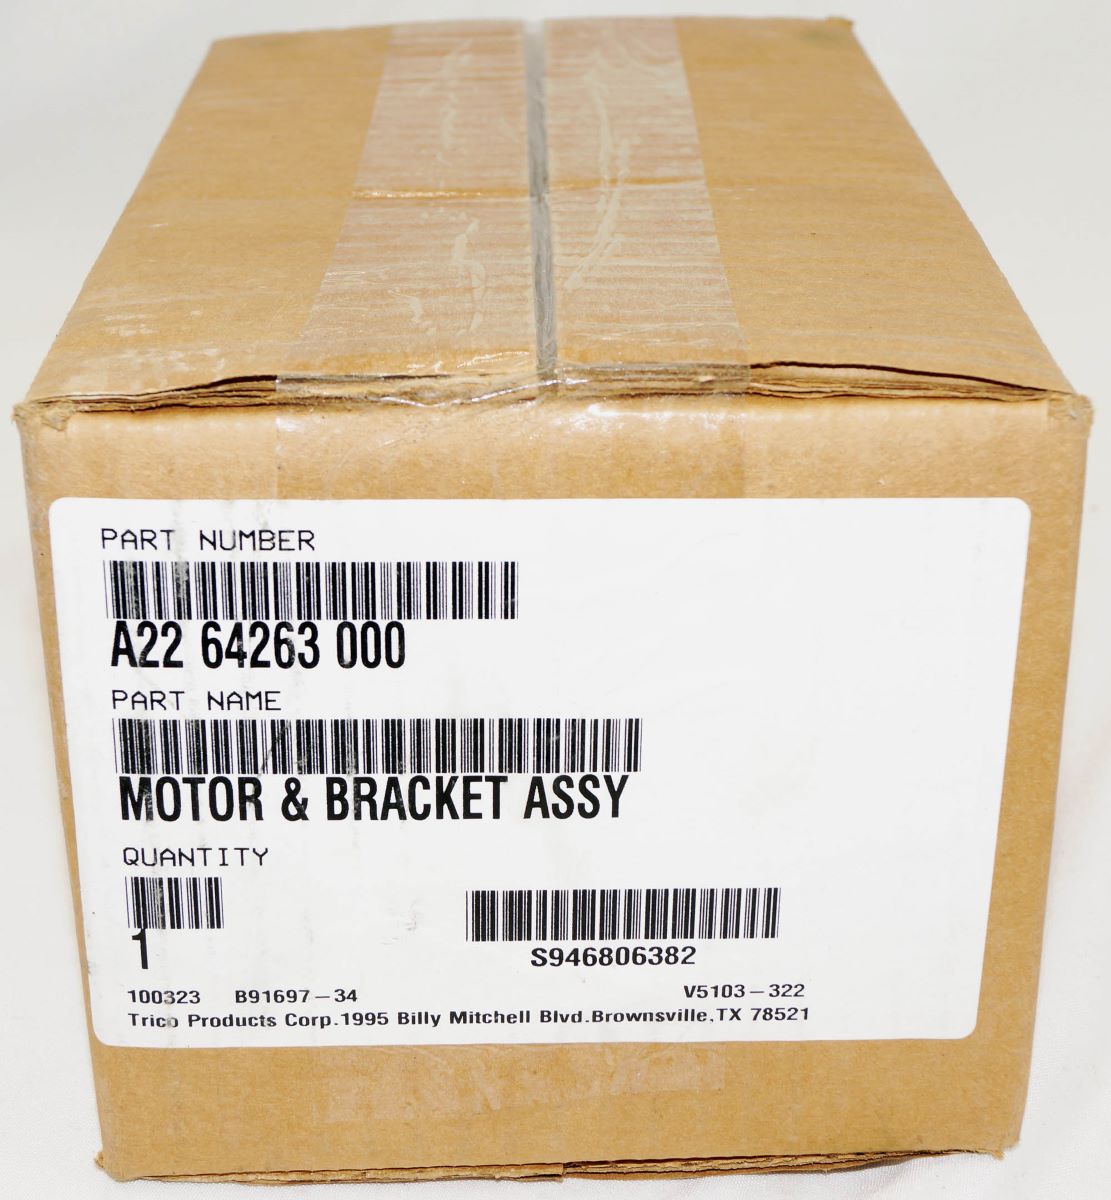 PART NUMBER
A22 64263 000
PART NAME
MOTOR & BRACKET ASSY
QUANTITY
1
S946806382
100323 B91697-34 V5103-322
Trico Products Corp.1995 Billy Mitchell Blvd.Brownsville,TX 78521